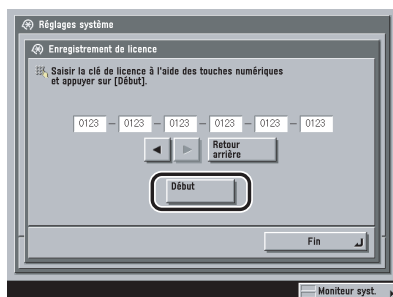 Réglages système
Enregistrement de licence
Saisir la clé de licence à l'aide des touches numériques
et appuyer sur [Début].
0123 – 0123 – 0123 – 0123 – 0123 – 0123
Retour
arrière
Début
Fin
Moniteur syst.